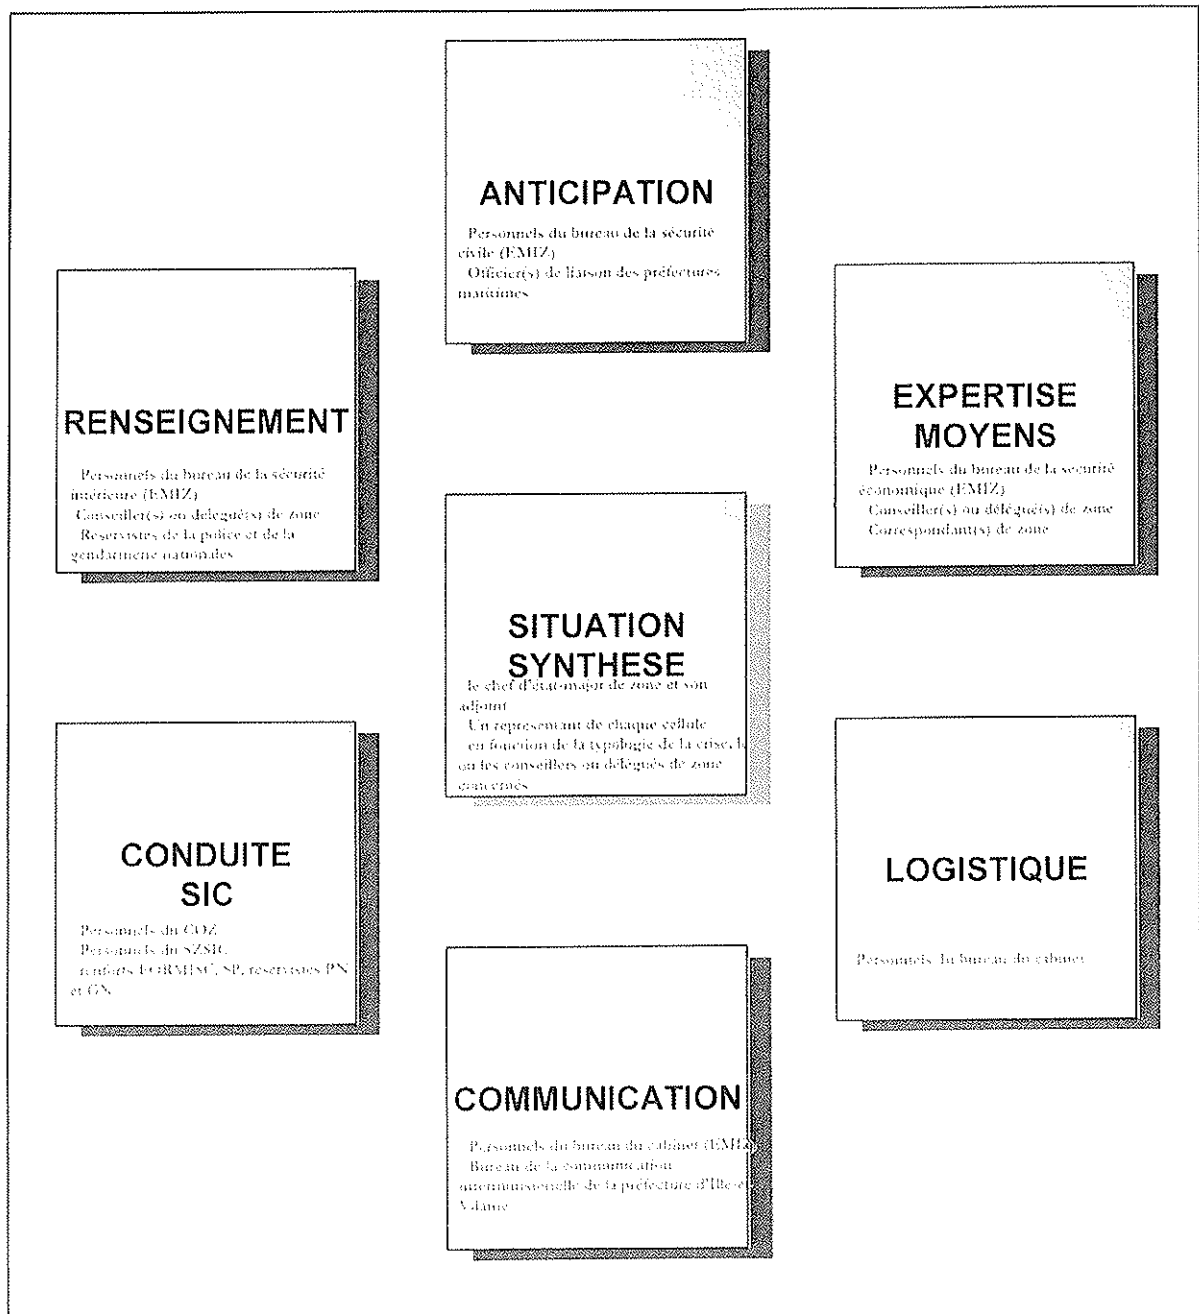 ANTICIPATION
Personnels du bureau de la sécurité
civile (EMIZ)
Officier(s) de liaison des préfectures
maritimes
RENSEIGNEMENT
Personnels du bureau de la sécurité
intérieure (EMIZ)
Conseiller(s) ou délégué(s) de zone
Réservistes de la police et de la
gendarmerie nationales
EXPERTISE
MOYENS
Personnels du bureau de la sécurité
économique (EMIZ)
Conseiller(s) ou délégué(s) de zone
Correspondant(s) de zone
SITUATION
SYNTHESE
le chef d'état-major de zone et son
adjoint
Un représentant de chaque cellule
en fonction de la typologie de la crise, le
ou les conseillers ou délégués de zone
concernés
CONDUITE
SIC
Personnels du COZ
Personnels du SZSIC
renforts FORMISC, SP, réservistes PN
et GN
LOGISTIQUE
Personnels du bureau du cabinet
COMMUNICATION
Personnels du bureau du cabinet (EMIZ)
Bureau de la communication
interministérielle de la préfecture d'Ille-et-
Vilaine